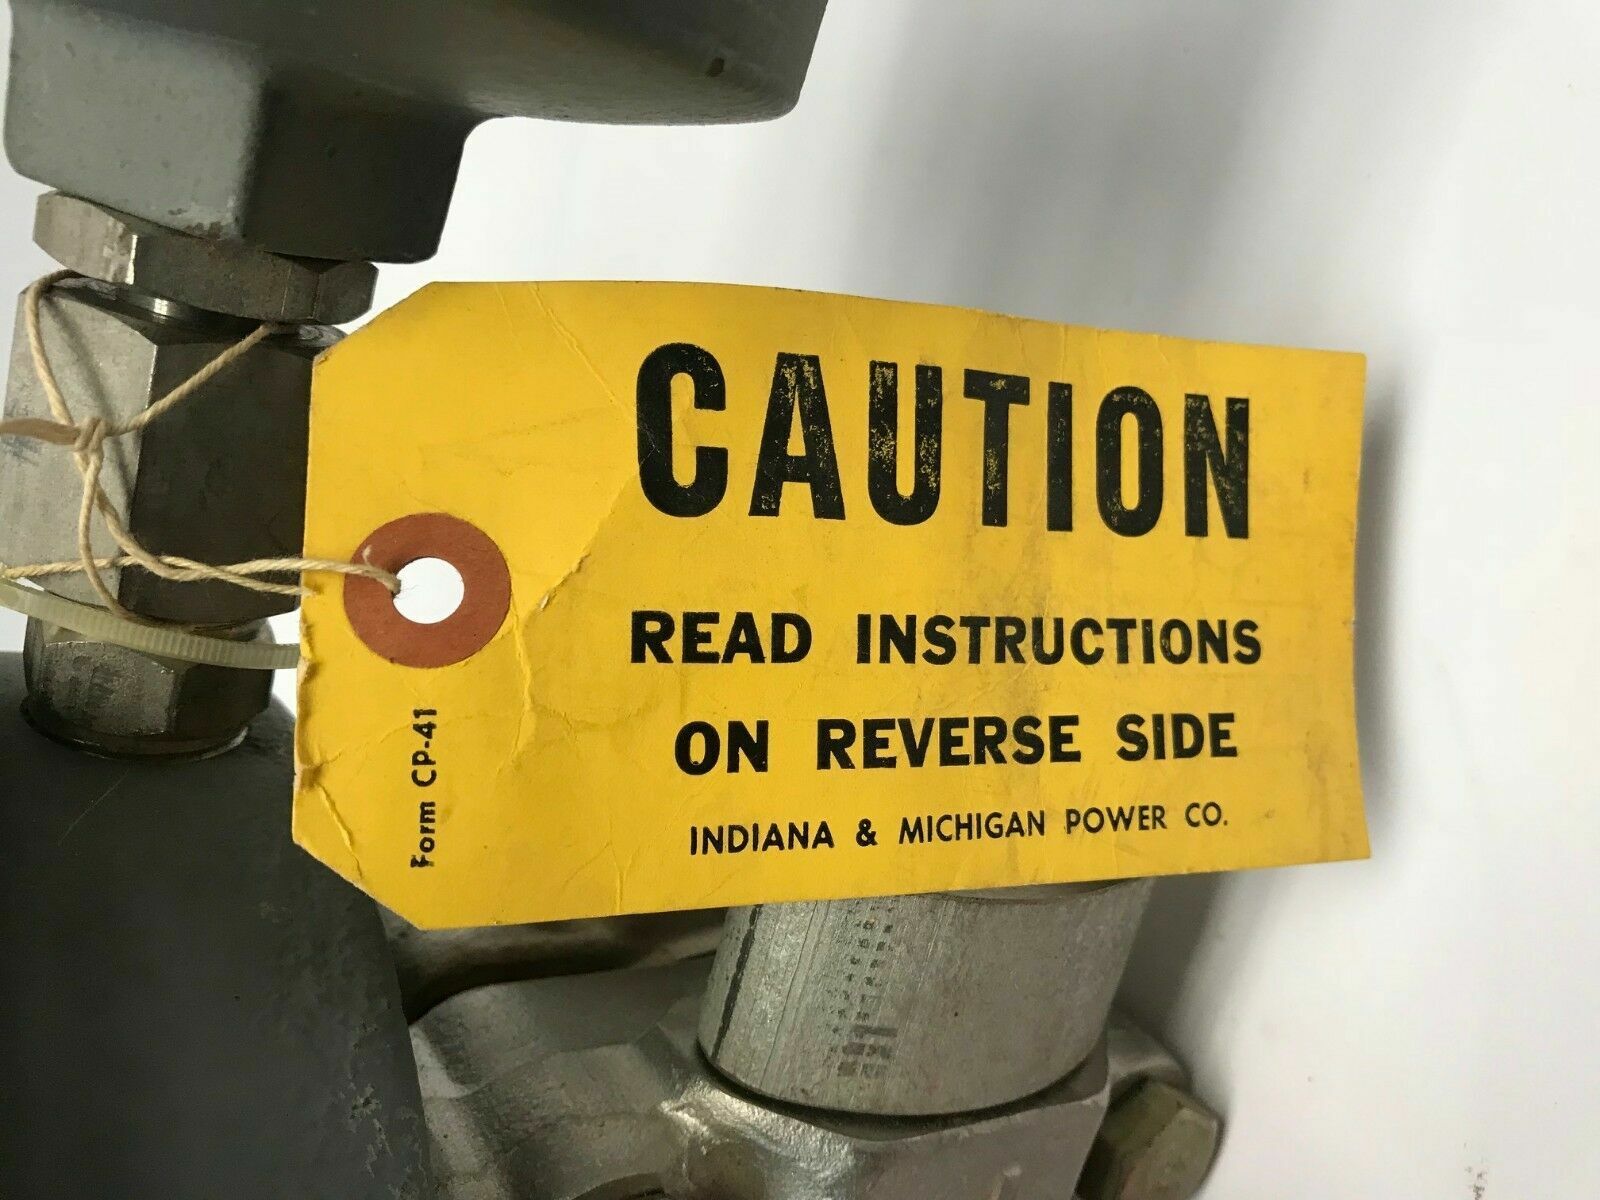 CAUTION
READ INSTRUCTIONS
ON REVERSE SIDE
INDIANA & MICHIGAN POWER CO.
Form CP-41